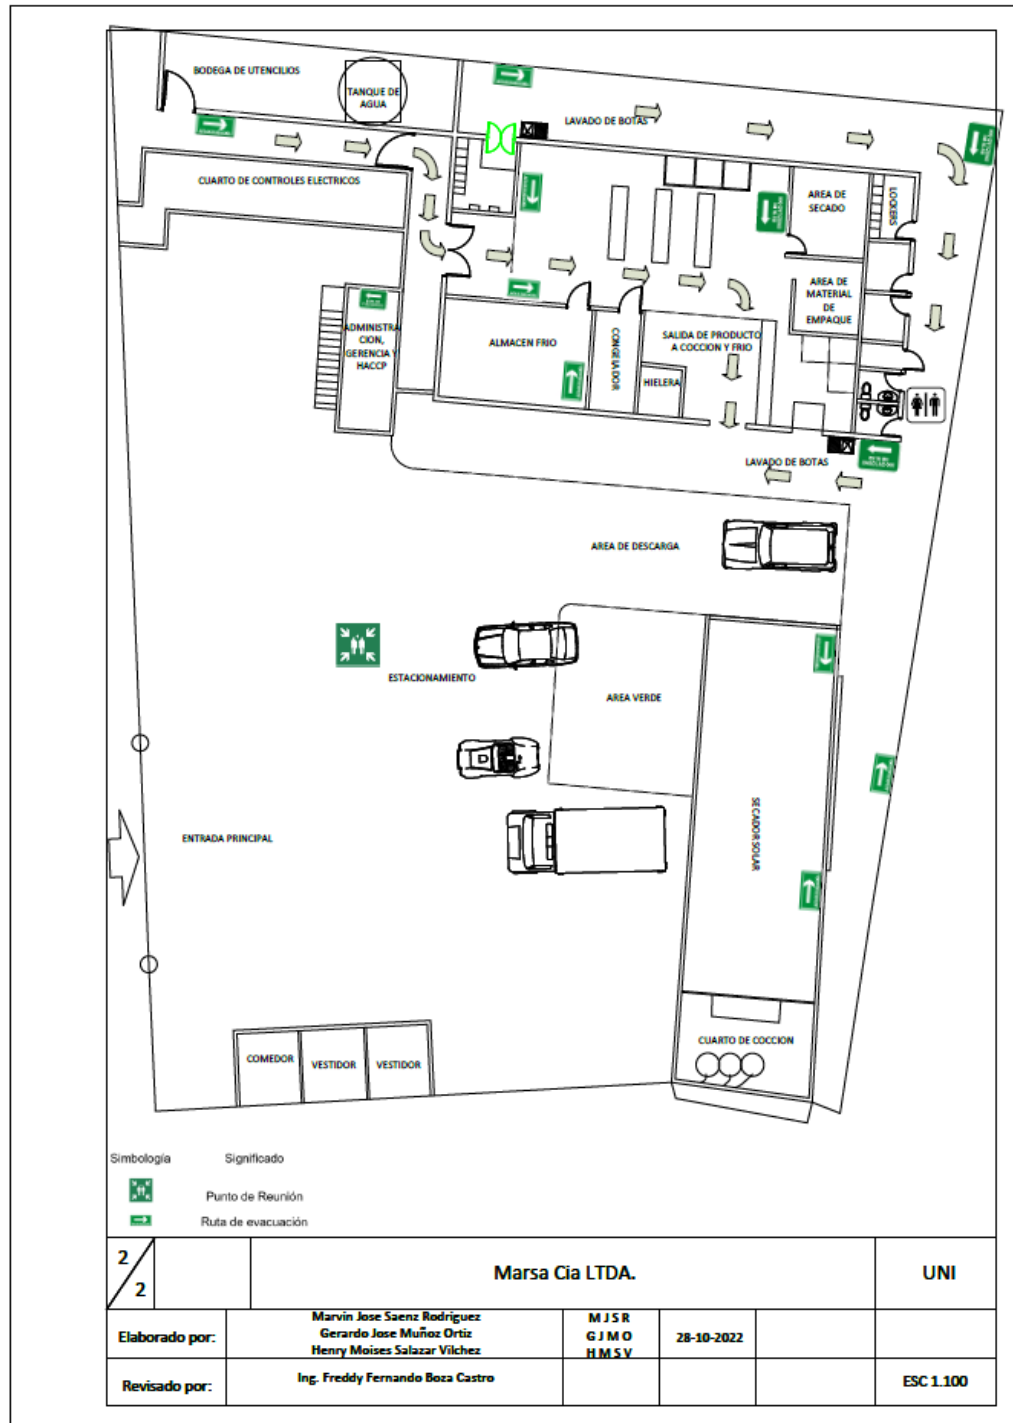 BODEGA DE UTENCILIOS
TANQUE DE
AGUA
LAVADO DE BOTAS
CUARTO DE CONTROLES ELECTRICOS
AREA DE
SECADO
LOCKERS
AREA DE
MATERIAL
DE
EMPAQUE
ADMINISTRA
CION,
GERENCIA Y
HACCP
ALMACEN FRIO
CONGELADOR
SALIDA DE PRODUCTO
A COCCION Y FRIO
HIELERA
LAVADO DE BOTAS
AREA DE DESCARGA
ESTACIONAMIENTO
AREA VERDE
SECADOR SOLAR
ENTRADA PRINCIPAL
CUARTO DE COCCION
COMEDOR
VESTIDOR
VESTIDOR
Simbología Significado
Punto de Reunión
Ruta de evacuación
2/2
Marsa Cia LTDA.
UNI
Elaborado por:
Marvin Jose Saenz Rodriguez
Gerardo Jose Muñoz Ortiz
Henry Moises Salazar Vilchez
M J S R
G J M O
H M S V
28-10-2022
Revisado por:
Ing. Freddy Fernando Boza Castro
ESC 1.100